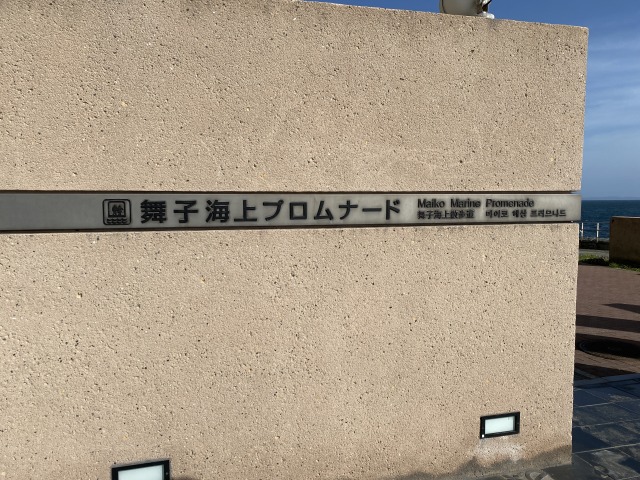 舞子海上プロムナード
Maiko Marine Promenade
舞子海上散歩道 마이코 해상 프러므나드